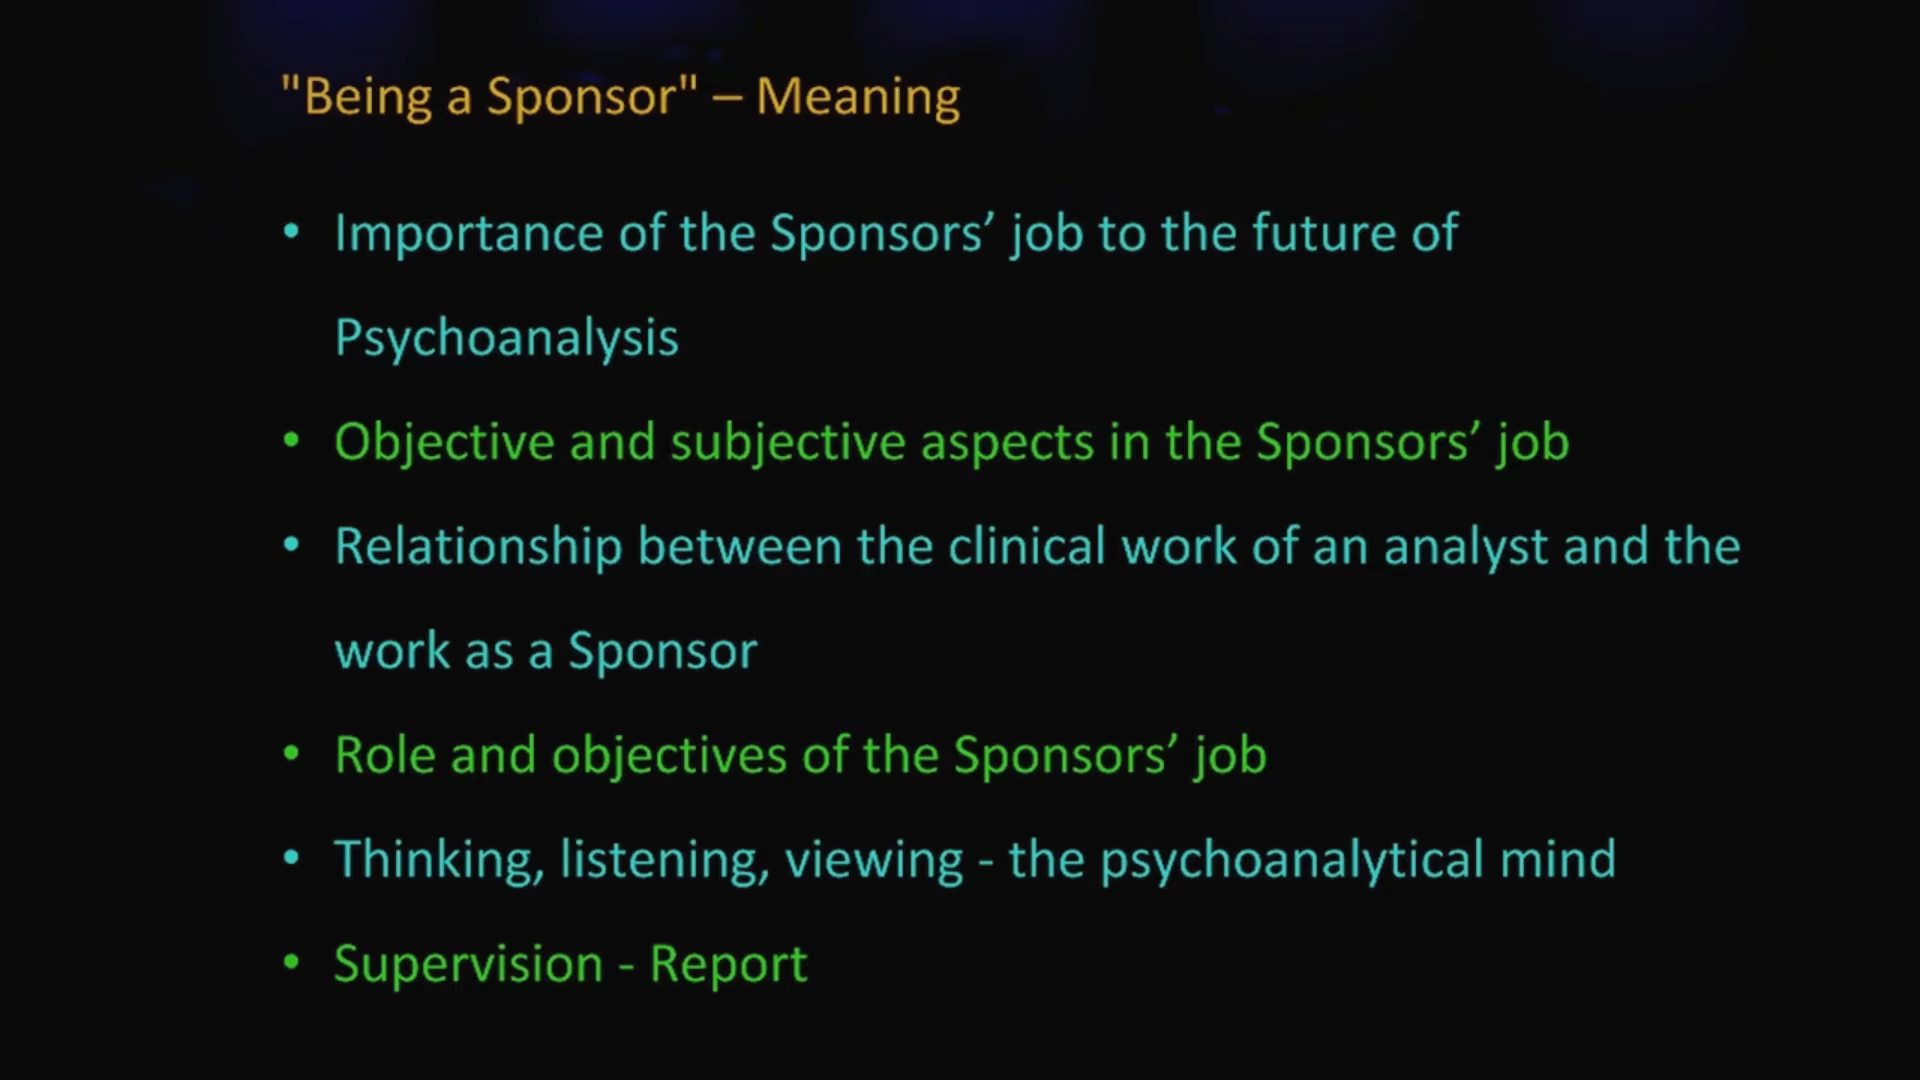 "Being a Sponsor" – Meaning
• Importance of the Sponsors’ job to the future of
Psychoanalysis
• Objective and subjective aspects in the Sponsors’ job
• Relationship between the clinical work of an analyst and the
work as a Sponsor
• Role and objectives of the Sponsors’ job
• Thinking, listening, viewing - the psychoanalytical mind
• Supervision - Report